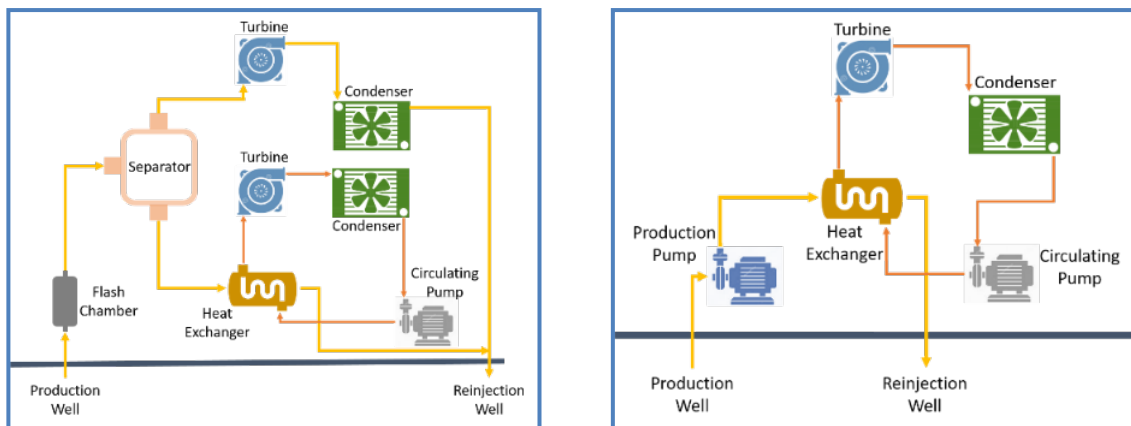 Turbine
Condenser
Separator
Turbine
Condenser
Circulating
Pump
Flash
Chamber
Heat
Exchanger
Production
Well
Reinjection
Well
Turbine
Condenser
Production
Pump
Heat
Exchanger
Circulating
Pump
Production
Well
Reinjection
Well